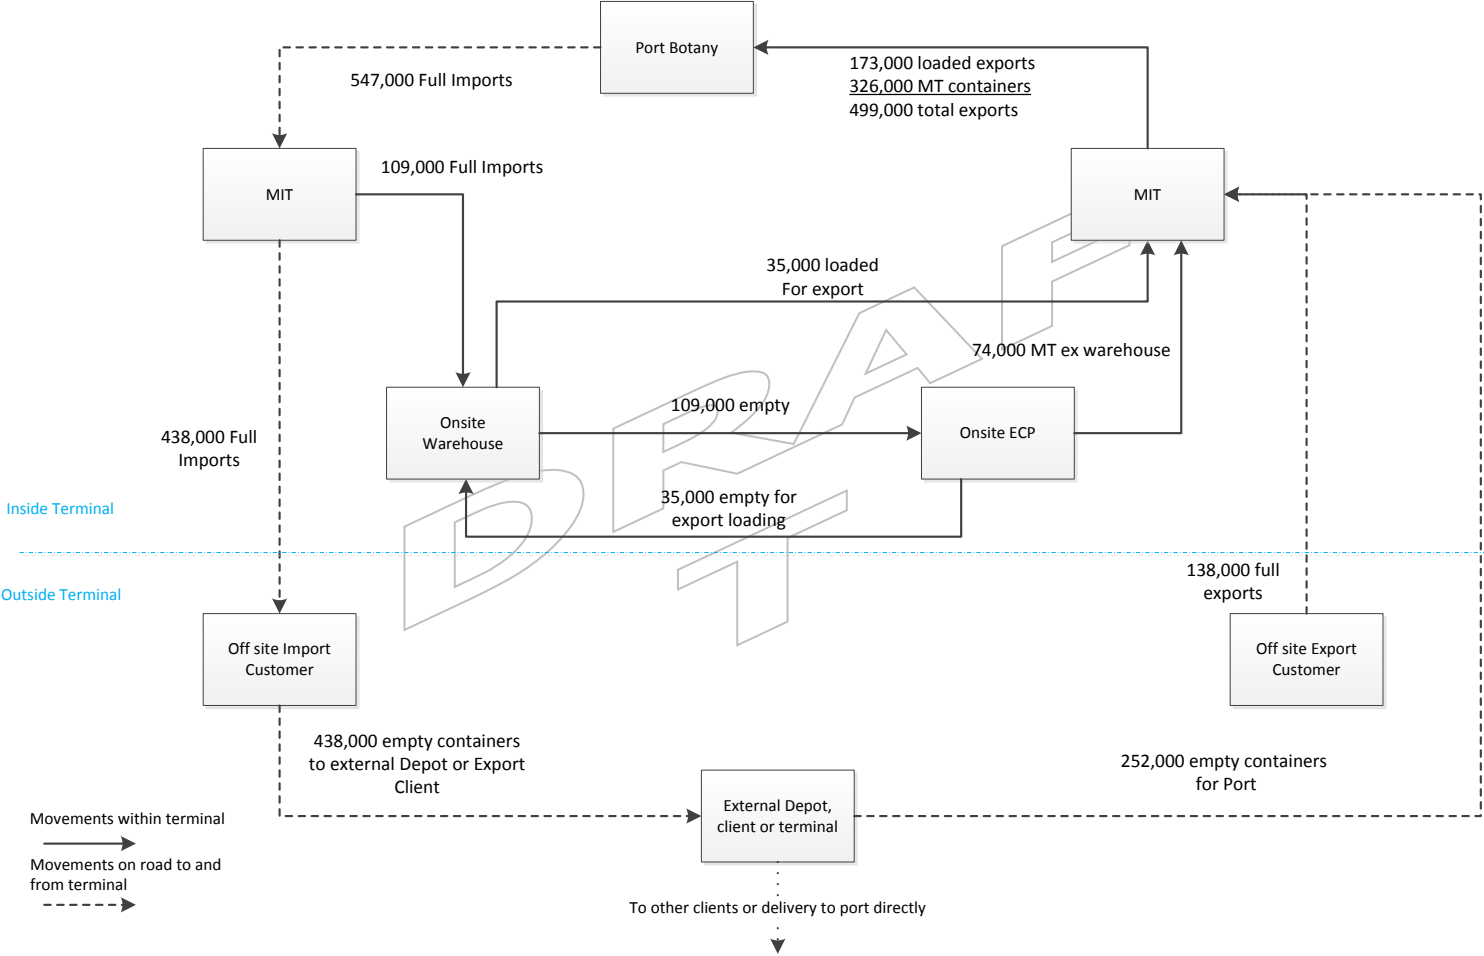 Port Botany
547,000 Full Imports
173,000 loaded exports
326,000 MT containers
499,000 total exports
MIT
109,000 Full Imports
MIT
35,000 loaded
For export
74,000 MT ex warehouse
Onsite
Warehouse
109,000 empty
Onsite ECP
438,000 Full
Imports
35,000 empty for
export loading
Inside Terminal
Outside Terminal
DRAFT
138,000 full
exports
Off site Import
Customer
Off site Export
Customer
438,000 empty containers
to external Depot or Export
Client
252,000 empty containers
for Port
External Depot,
client or terminal
Movements within terminal
Movements on road to and
from terminal
To other clients or delivery to port directly